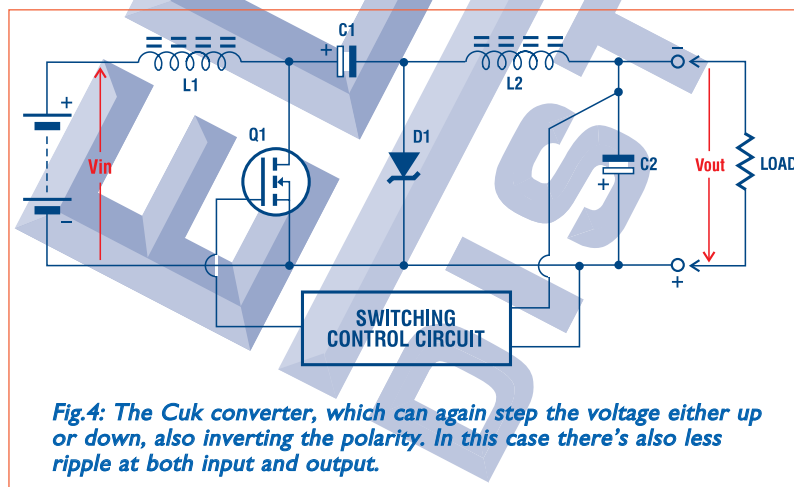 C1
+
L1
L2
−
Q1
D1
+
Vin
C2
Vout
LOAD
+
−
+
SWITCHING
CONTROL CIRCUIT
DIST
Fig.4: The Cuk converter, which can again step the voltage either up
or down, also inverting the polarity. In this case there's also less
ripple at both input and output.